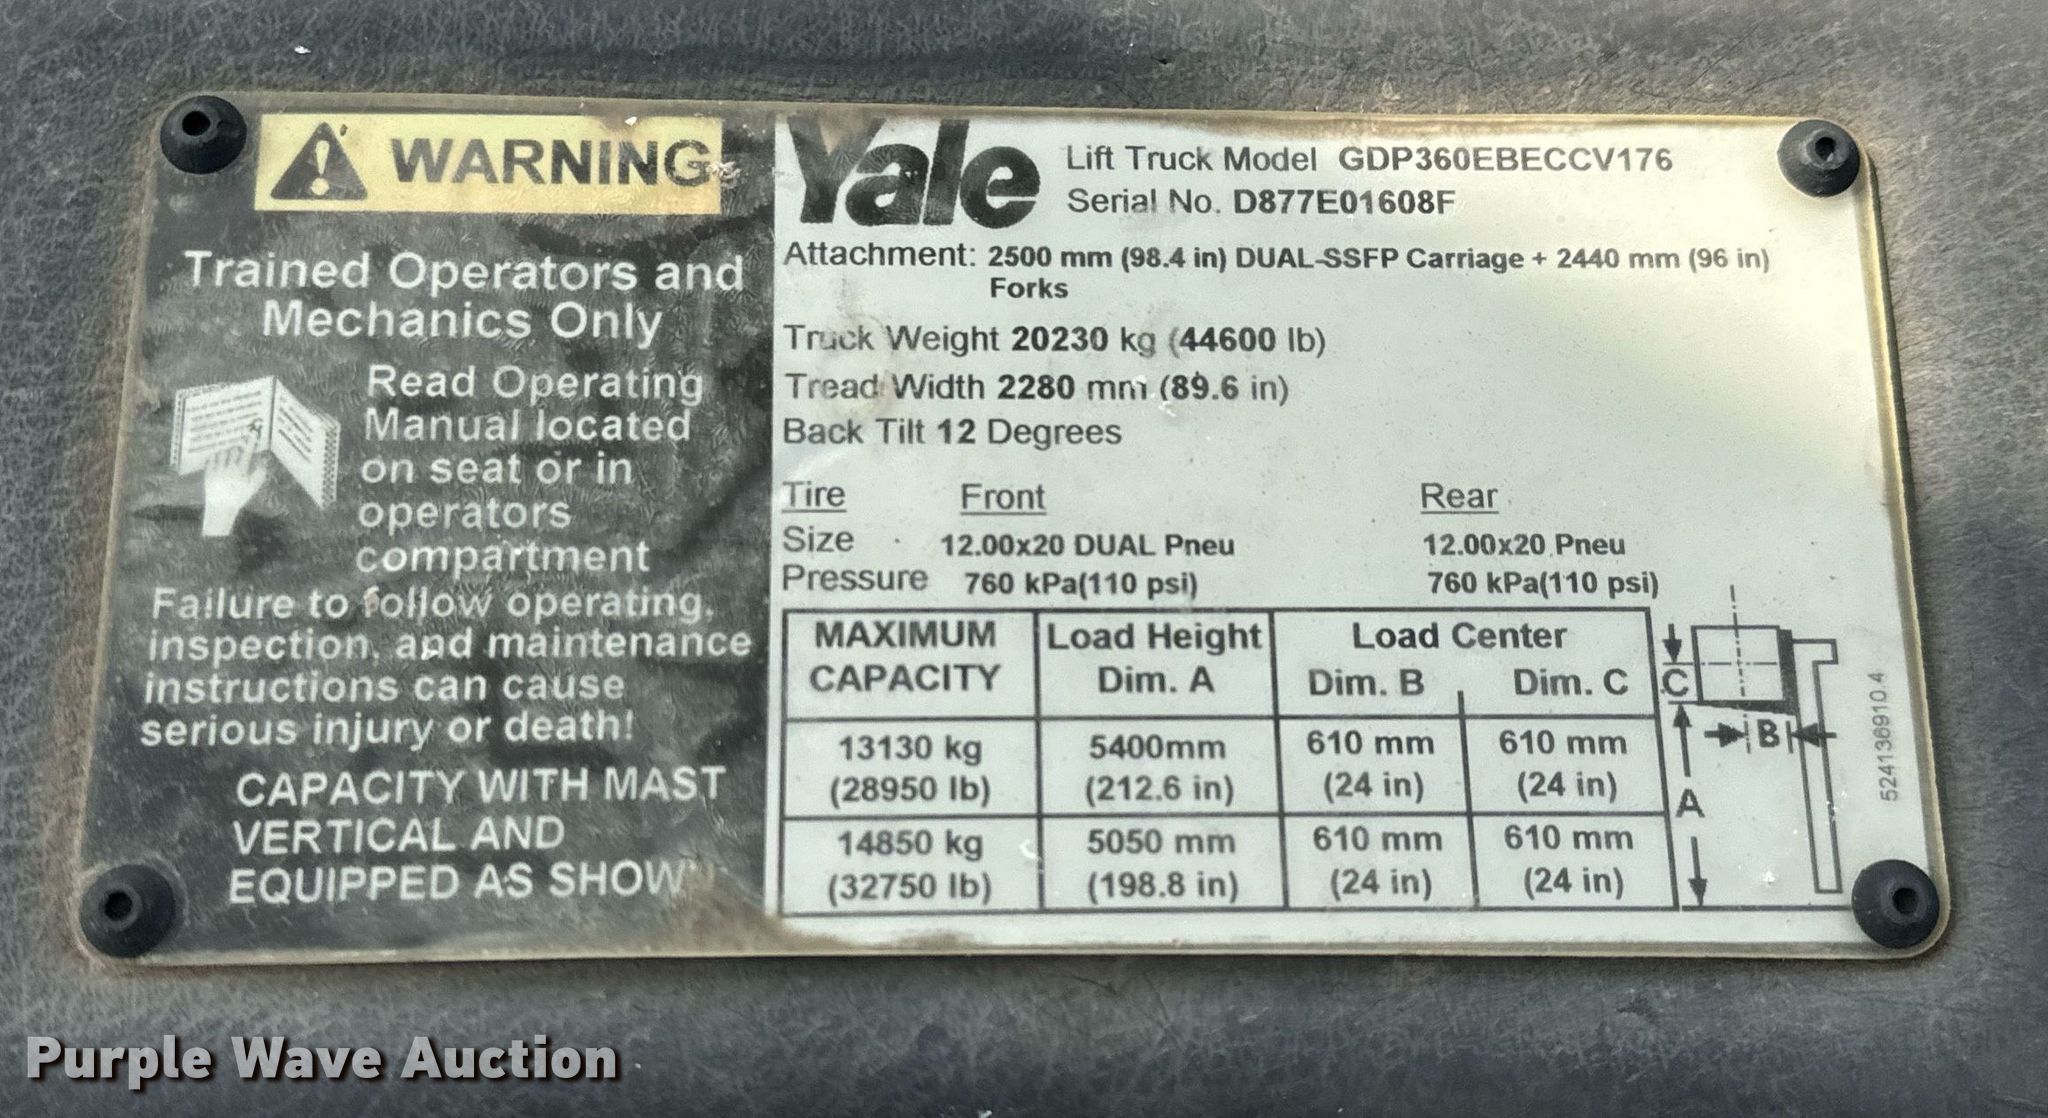 WARNING
Trained Operators and
Mechanics Only
Read Operating
Manual located
on seat or in
operators
compartment
Failure to follow operating,
inspection, and maintenance
instructions can cause
serious injury or death!
CAPACITY WITH MAST
VERTICAL AND
EQUIPPED AS SHOWN
Yale
Lift Truck Model GDP360EBECCV176
Serial No. D877E01608F
Attachment: 2500 mm (98.4 in) DUAL-SSFP Carriage + 2440 mm (96 in)
Forks
Truck Weight 20230 kg (44600 lb)
Tread Width 2280 mm (89.6 in)
Back Tilt 12 Degrees
Tire Front Rear
Size 12.00x20 DUAL Pneu 12.00x20 Pneu
Pressure 760 kPa(110 psi) 760 kPa(110 psi)
MAXIMUM Load Height Load Center
CAPACITY Dim. A Dim. B Dim. C
13130 kg 5400mm 610 mm 610 mm
(28950 lb) (212.6 in) (24 in) (24 in)
14850 kg 5050 mm 610 mm 610 mm
(32750 lb) (198.8 in) (24 in) (24 in)
C
B
A
524136910.4
Purple Wave Auction